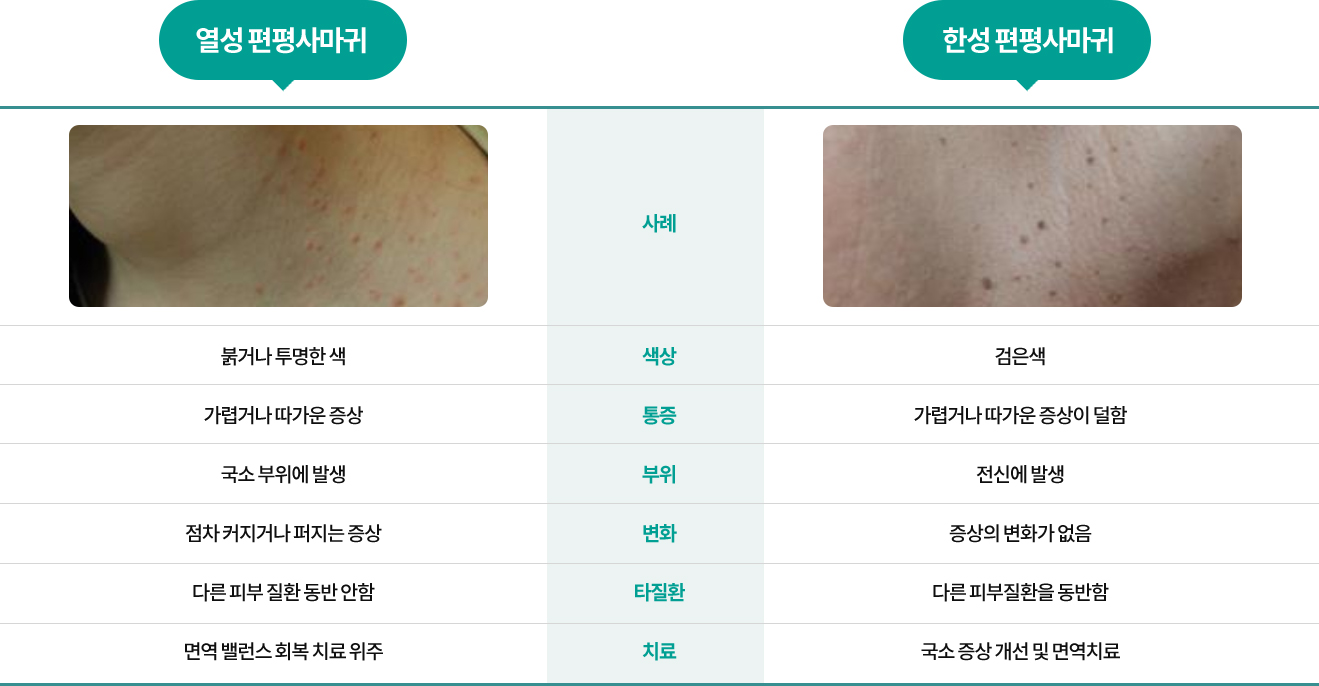 열성 편평사마귀
한성 편평사마귀
사례
붉거나 투명한 색
색상
검은색
가렵거나 따가운 증상
통증
가렵거나 따가운 증상이 덜함
국소 부위에 발생
부위
전신에 발생
점차 커지거나 퍼지는 증상
변화
증상의 변화가 없음
다른 피부 질환 동반 안함
타질환
다른 피부질환을 동반함
면역 밸런스 회복 치료 위주
치료
국소 증상 개선 및 면역치료